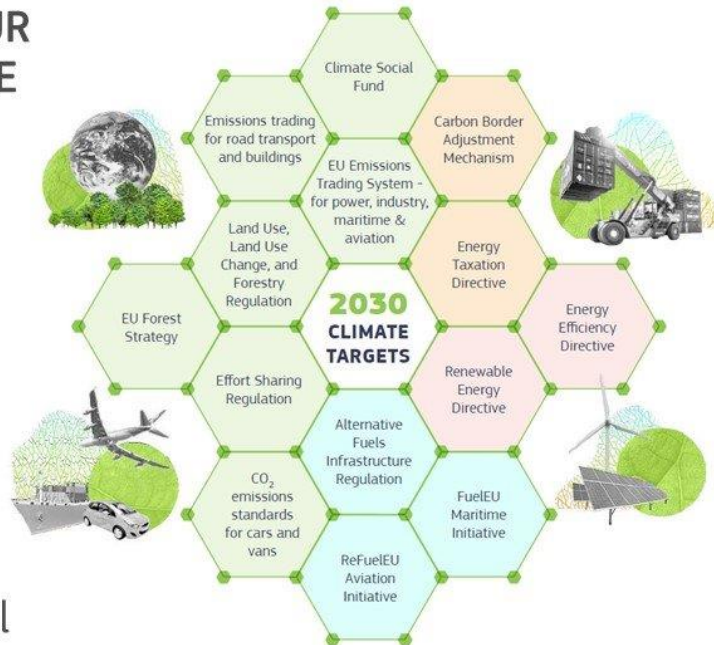 UR
E
Climate Social
Fund
Emissions trading
for road transport
and buildings
Carbon Border
Adjustment
Mechanism
EU Emissions
Trading System -
for power, industry,
maritime &
aviation
Land Use,
Land Use
Change, and
Forestry
Regulation
Energy
Taxation
Directive
2030
CLIMATE
TARGETS
EU Forest
Strategy
Energy
Efficiency
Directive
Effort Sharing
Regulation
Renewable
Energy
Directive
Alternative
Fuels
Infrastructure
Regulation
CO₂
emissions
standards
for cars and
vans
FuelEU
Maritime
Initiative
ReFuelEU
Aviation
Initiative
l